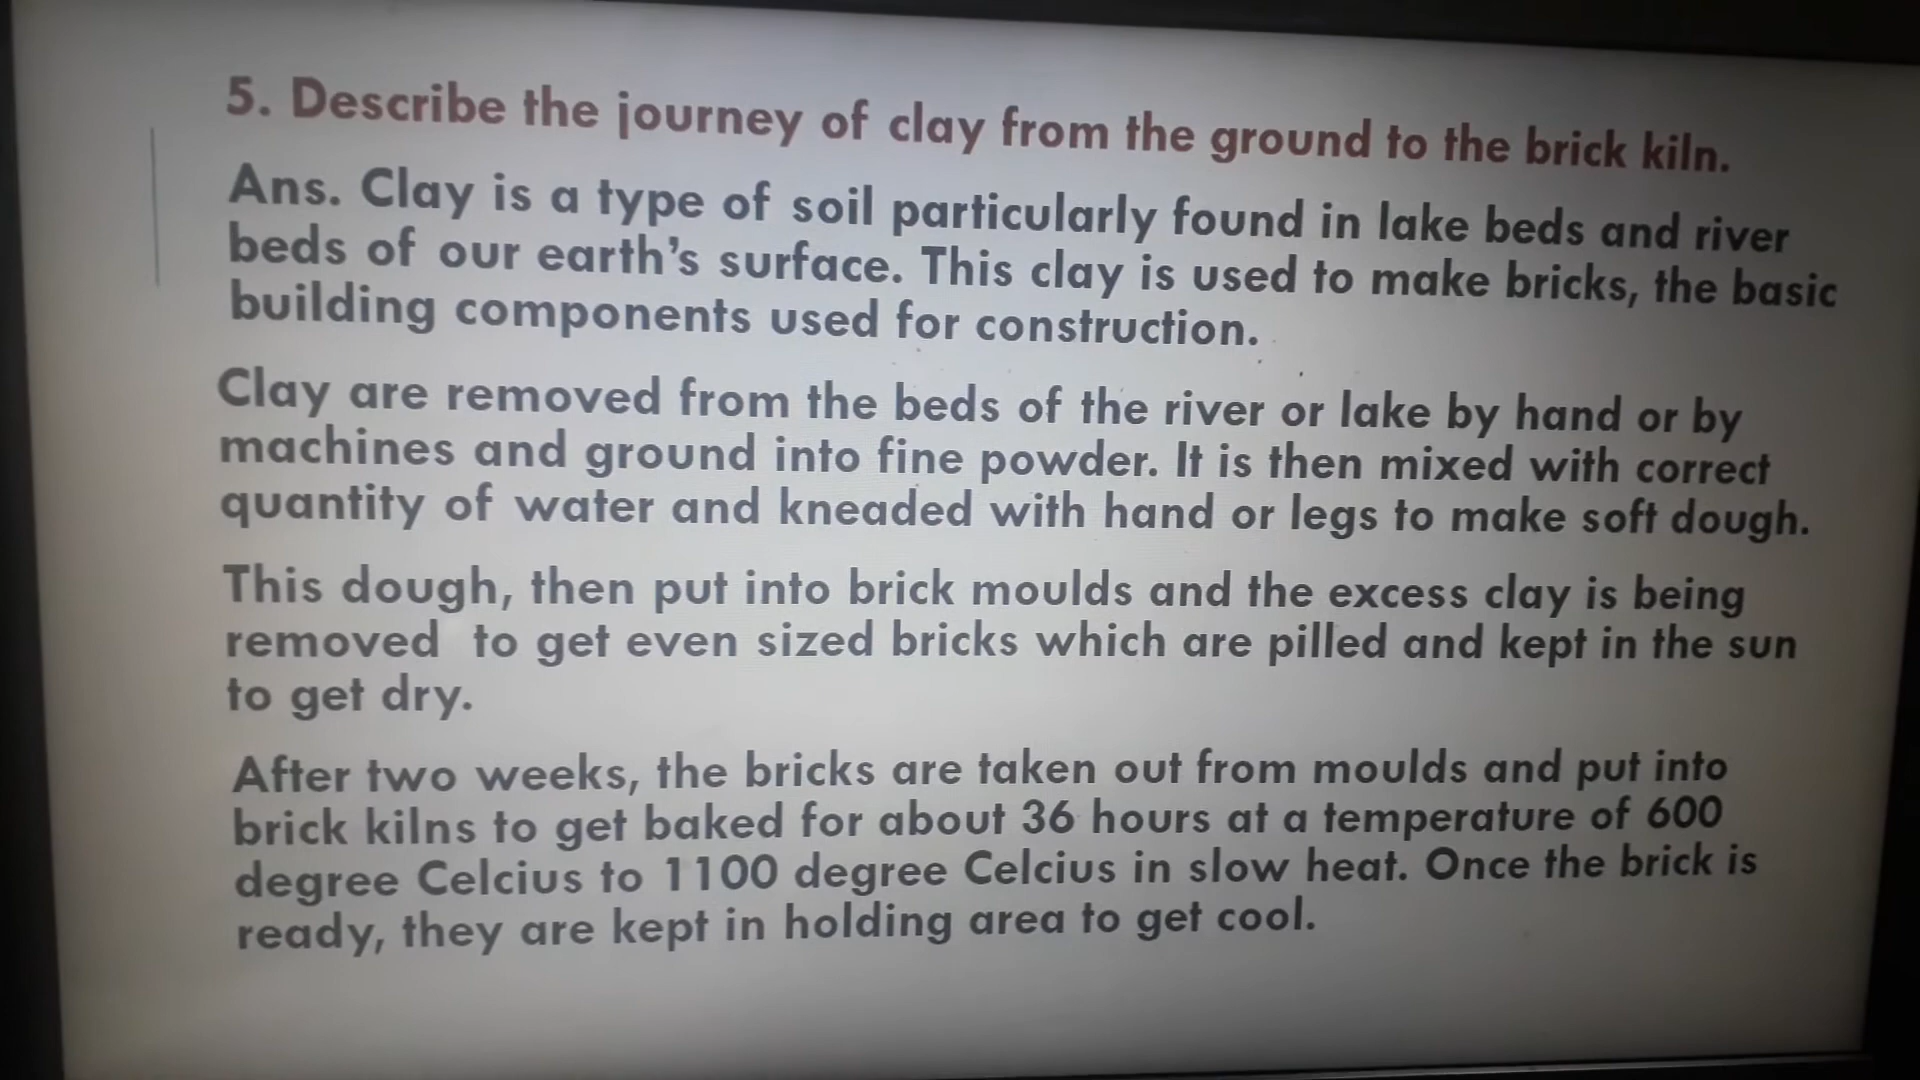 5. Describe the journey of clay from the ground to the brick kiln.
Ans. Clay is a type of soil particularly found in lake beds and river
beds of our earth's surface. This clay is used to make bricks, the basic
building components used for construction.
Clay are removed from the beds of the river or lake by hand or by
machines and ground into fine powder. It is then mixed with correct
quantity of water and kneaded with hand or legs to make soft dough.
This dough, then put into brick moulds and the excess clay is being
removed to get even sized bricks which are pilled and kept in the sun
to get dry.
After two weeks, the bricks are taken out from moulds and put into
brick kilns to get baked for about 36 hours at a temperature of 600
degree Celcius to 1100 degree Celcius in slow heat. Once the brick is
ready, they are kept in holding area to get cool.